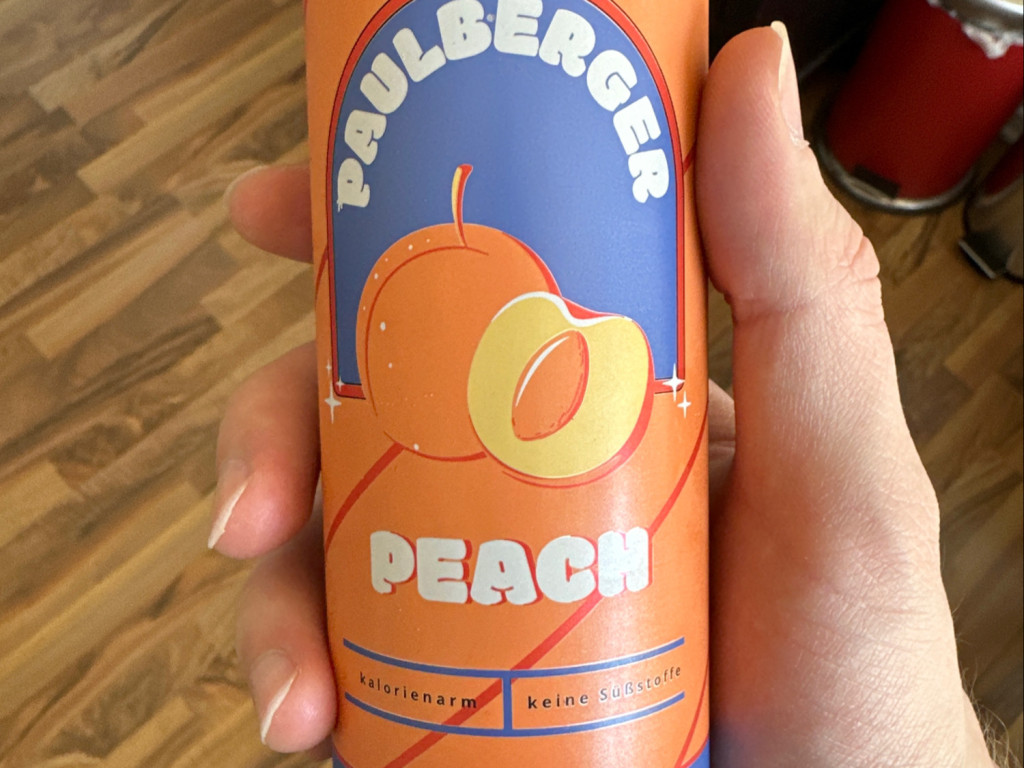 PAULBERGER
PEACH
kalorienarm
keine Süßstoffe